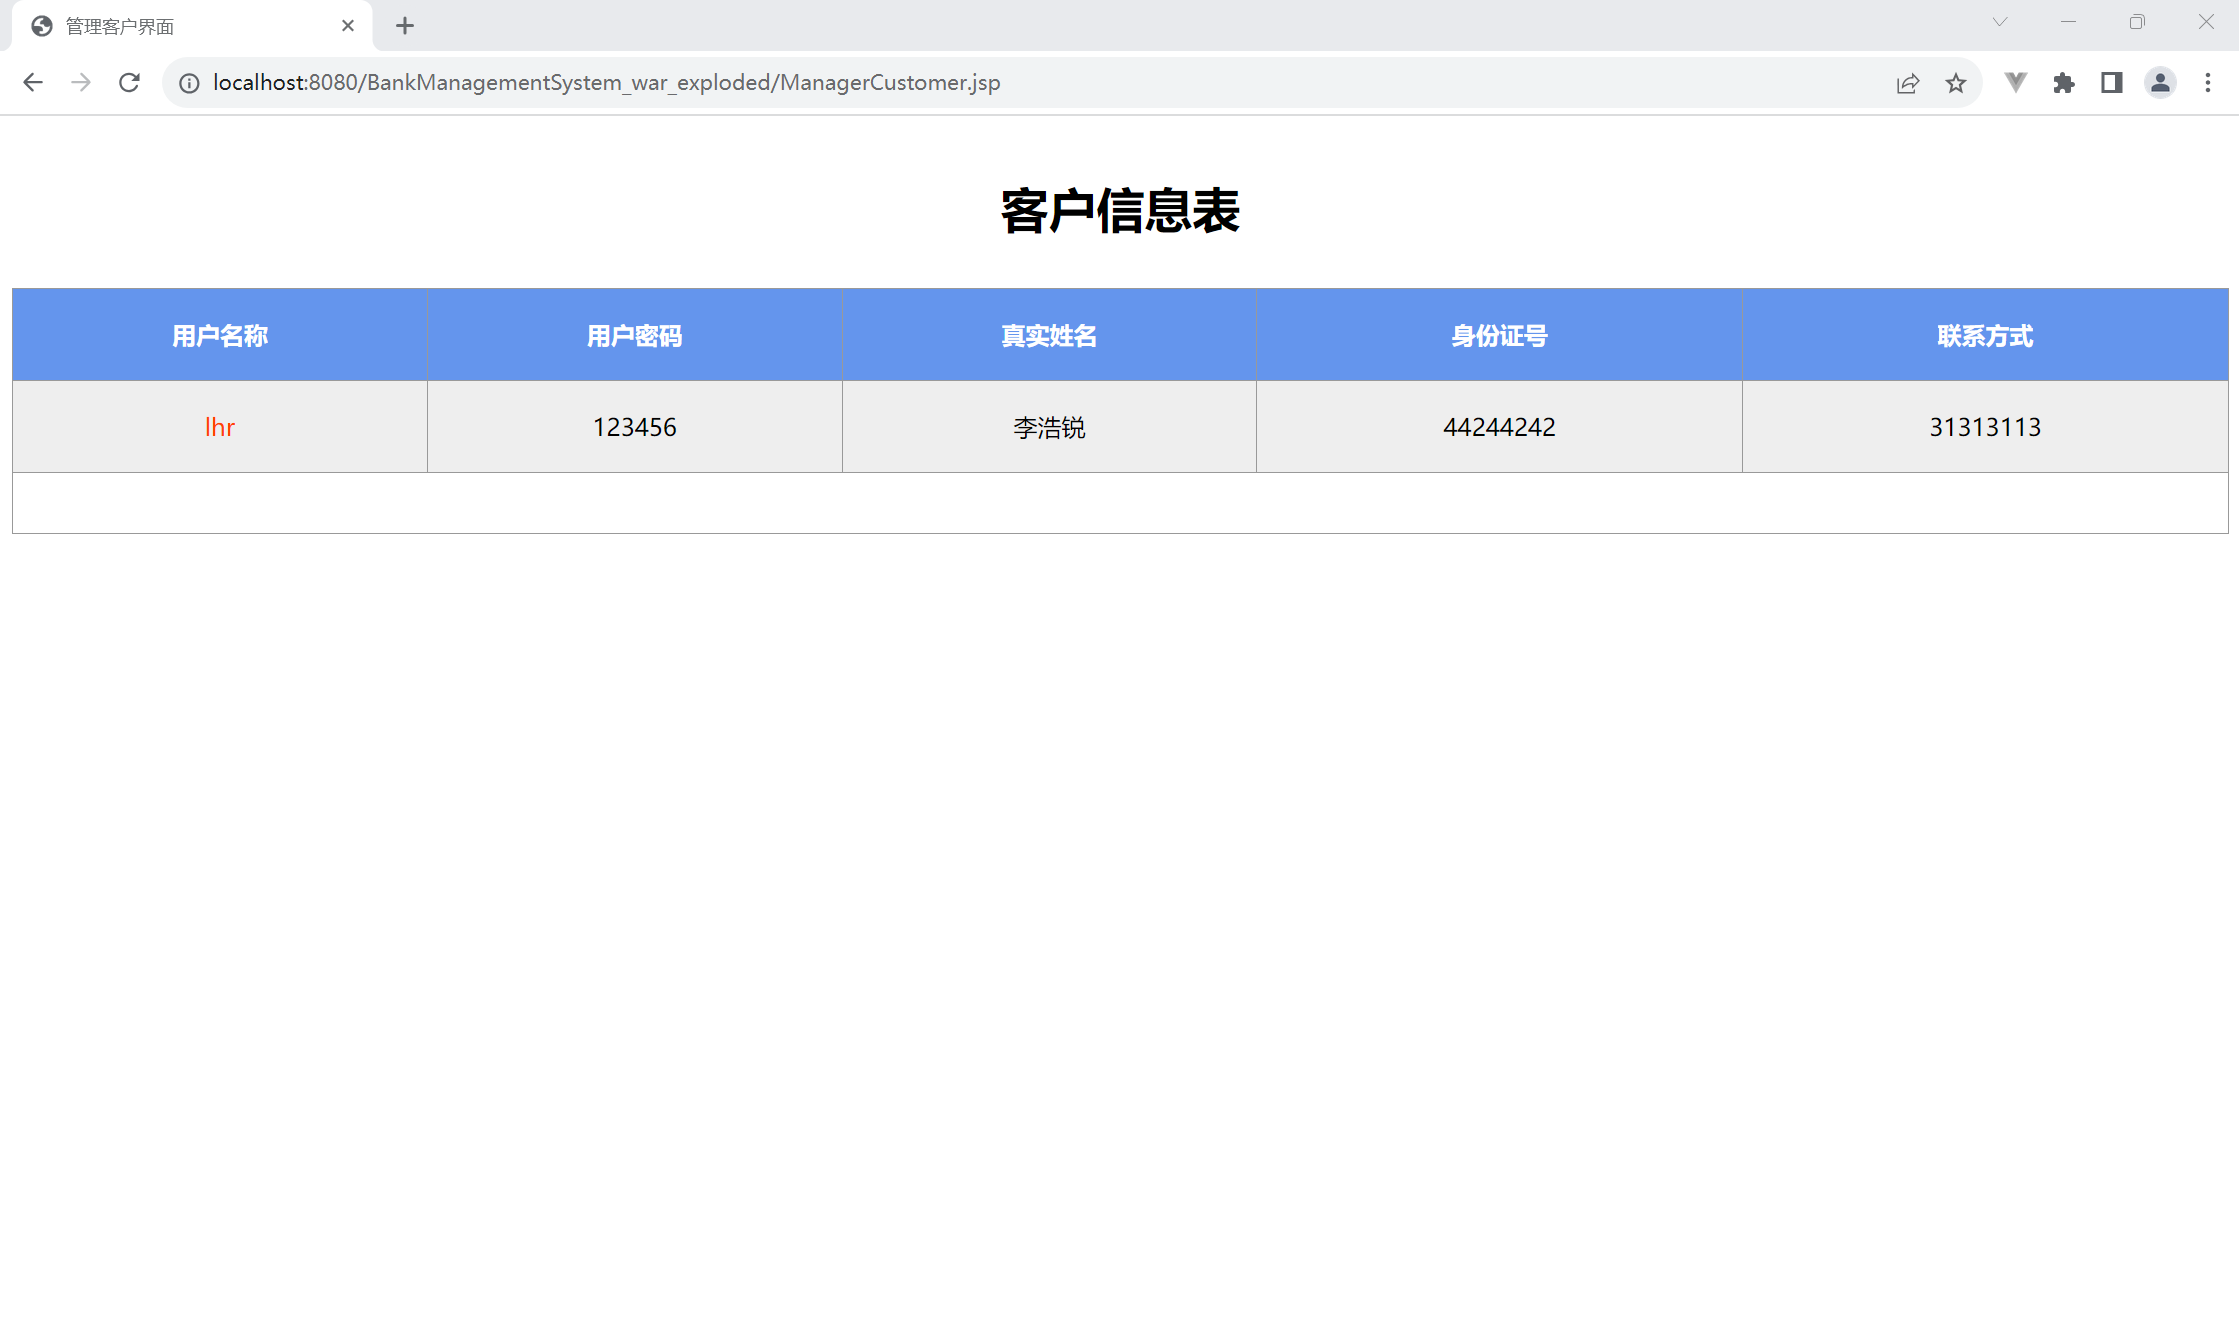 管理客户界面
localhost:8080/BankManagementSystem_war_exploded/ManagerCustomer.jsp
客户信息表
用户名称 用户密码 真实姓名 身份证号 联系方式
lhr 123456 李浩锐 44244242 31313113